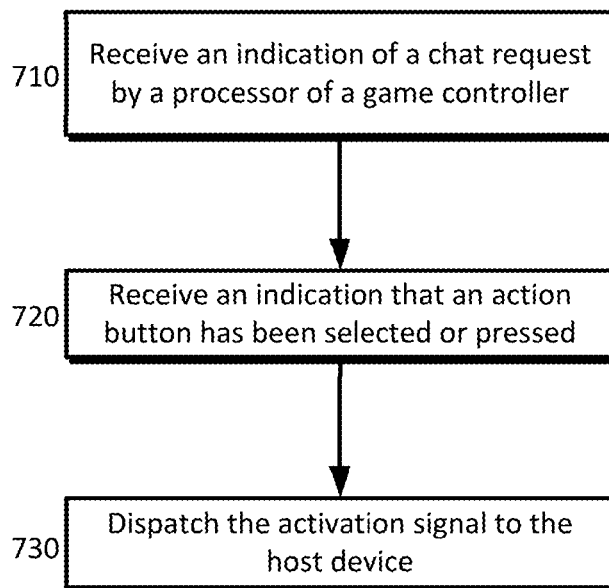 710
Receive an indication of a chat request
by a processor of a game controller
720
Receive an indication that an action
button has been selected or pressed
730
Dispatch the activation signal to the
host device